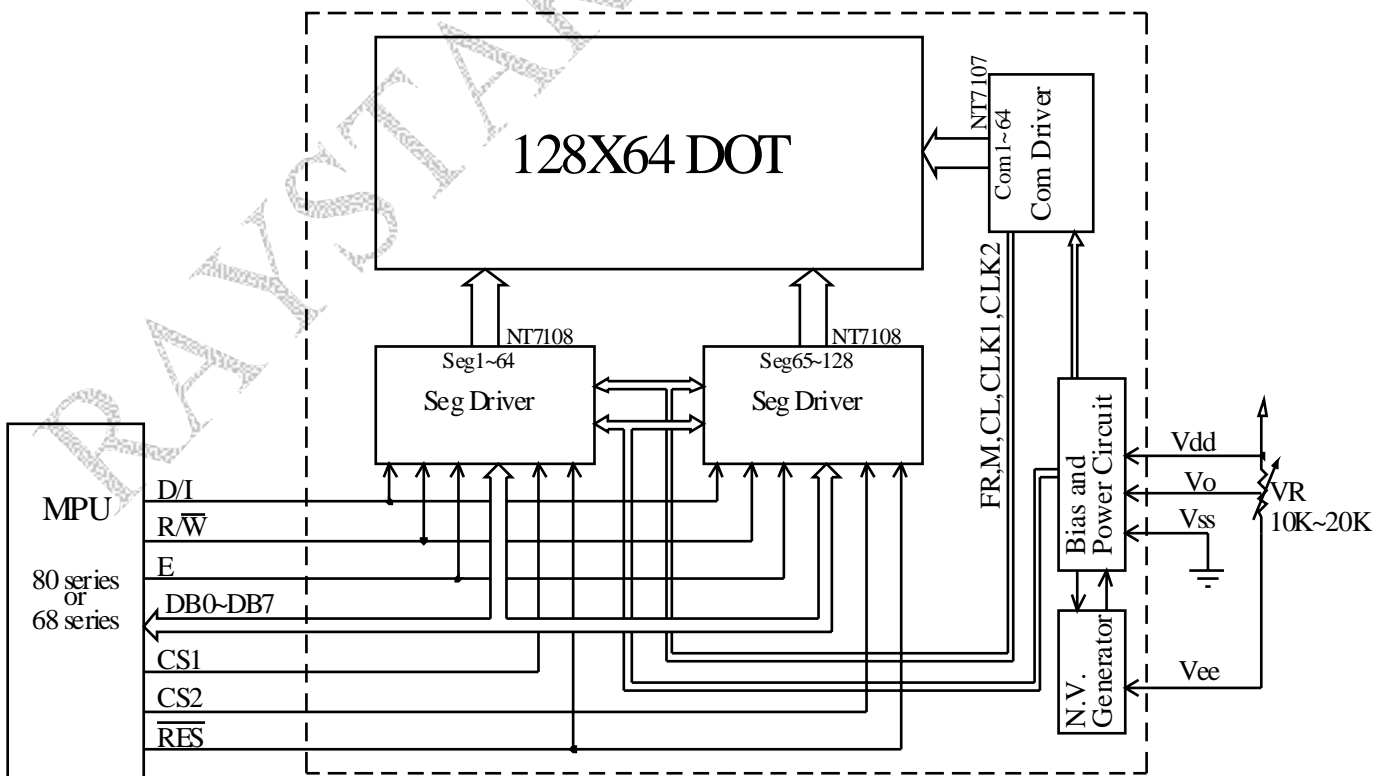 RAYSTAR
128X64 DOT
NT7107
Com1~64
Com Driver
NT7108
Seg1~64
Seg Driver
NT7108
Seg65~128
Seg Driver
FR,M,CL,CLK1,CLK2
Bias and
Power Circuit
Vdd
Vo
Vss
VR
10K~20K
N.V.
Generator
Vee
MPU
80 series
or
68 series
D/I
R/W̅
E
DB0~DB7
CS1
CS2
R̅E̅S̅